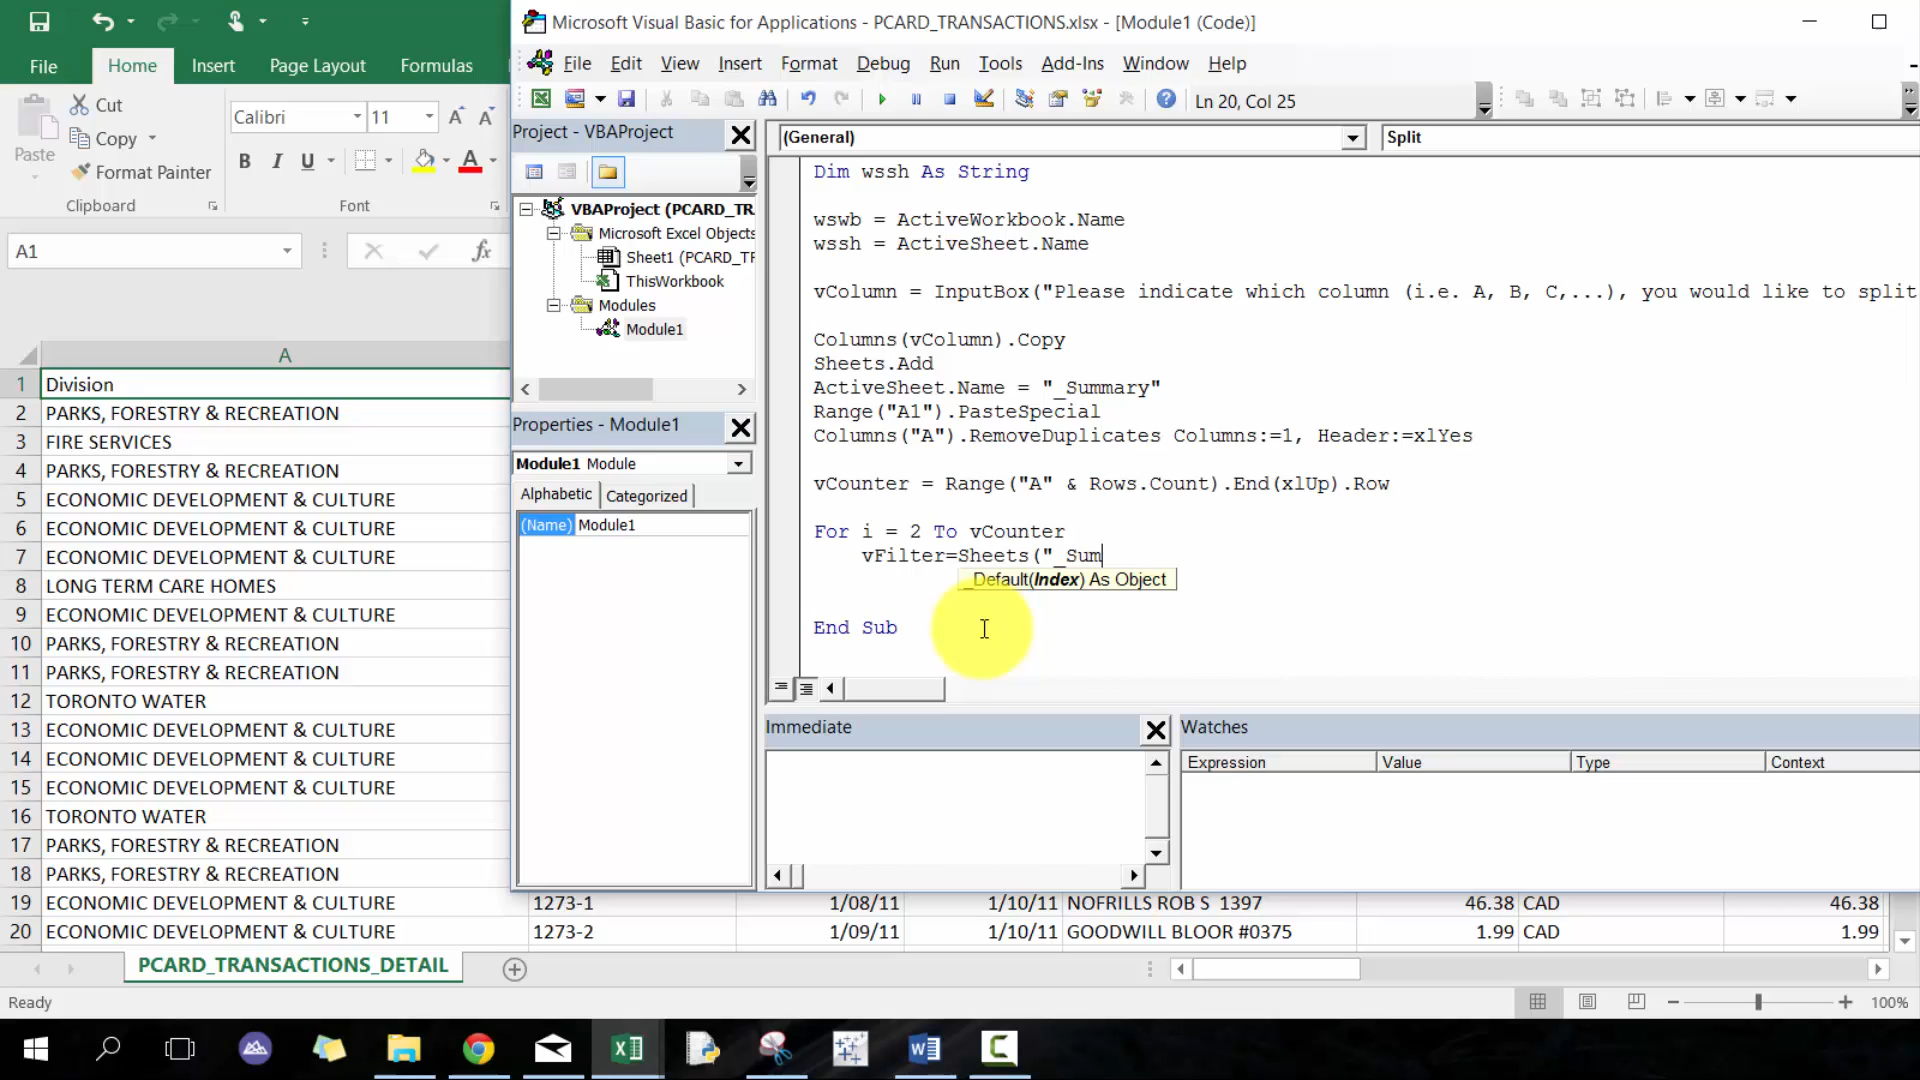 Microsoft Visual Basic for Applications - PCARD_TRANSACTIONS.xlsx - [Module1 (Code)]
File Home Insert Page Layout Formulas
File Edit View Insert Format Debug Run Tools Add-Ins Window Help
Cut
Copy
Format Painter
Paste
Clipboard
Calibri 11
B I U A
Font
Ln 20, Col 25
Project - VBAProject
(General) Split
VBAProject (PCARD_TR
Microsoft Excel Objects
Sheet1 (PCARD_TF
ThisWorkbook
Modules
Module1
Properties - Module1
Module1 Module
Alphabetic Categorized
(Name) Module1
Dim wssh As String
wswb = ActiveWorkbook.Name
wssh = ActiveSheet.Name
vColumn = InputBox("Please indicate which column (i.e. A, B, C,...), you would like to split
Columns(vColumn).Copy
Sheets.Add
ActiveSheet.Name = "_Summary"
Range("A1").PasteSpecial
Columns("A").RemoveDuplicates Columns:=1, Header:=xlYes
vCounter = Range("A" & Rows.Count).End(xlUp).Row
For i = 2 To vCounter
vFilter=Sheets("_Sum
_Default(Index) As Object
End Sub
Immediate
Watches
Expression Value Type Context
A1 fx
A
1 Division
2 PARKS, FORESTRY & RECREATION
3 FIRE SERVICES
4 PARKS, FORESTRY & RECREATION
5 ECONOMIC DEVELOPMENT & CULTURE
6 ECONOMIC DEVELOPMENT & CULTURE
7 ECONOMIC DEVELOPMENT & CULTURE
8 LONG TERM CARE HOMES
9 ECONOMIC DEVELOPMENT & CULTURE
10 PARKS, FORESTRY & RECREATION
11 PARKS, FORESTRY & RECREATION
12 TORONTO WATER
13 ECONOMIC DEVELOPMENT & CULTURE
14 ECONOMIC DEVELOPMENT & CULTURE
15 ECONOMIC DEVELOPMENT & CULTURE
16 TORONTO WATER
17 PARKS, FORESTRY & RECREATION
18 PARKS, FORESTRY & RECREATION
19 ECONOMIC DEVELOPMENT & CULTURE 1273-1 1/08/11 1/10/11 NOFRILLS ROB S 1397 46.38 CAD 46.38
20 ECONOMIC DEVELOPMENT & CULTURE 1273-2 1/09/11 1/10/11 GOODWILL BLOOR #0375 1.99 CAD 1.99
PCARD_TRANSACTIONS_DETAIL
Ready 100%